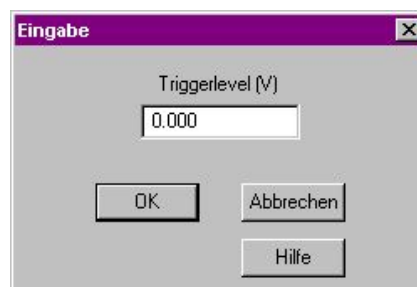 Eingabe
Triggerlevel (V)
0.000
OK
Abbrechen
Hilfe